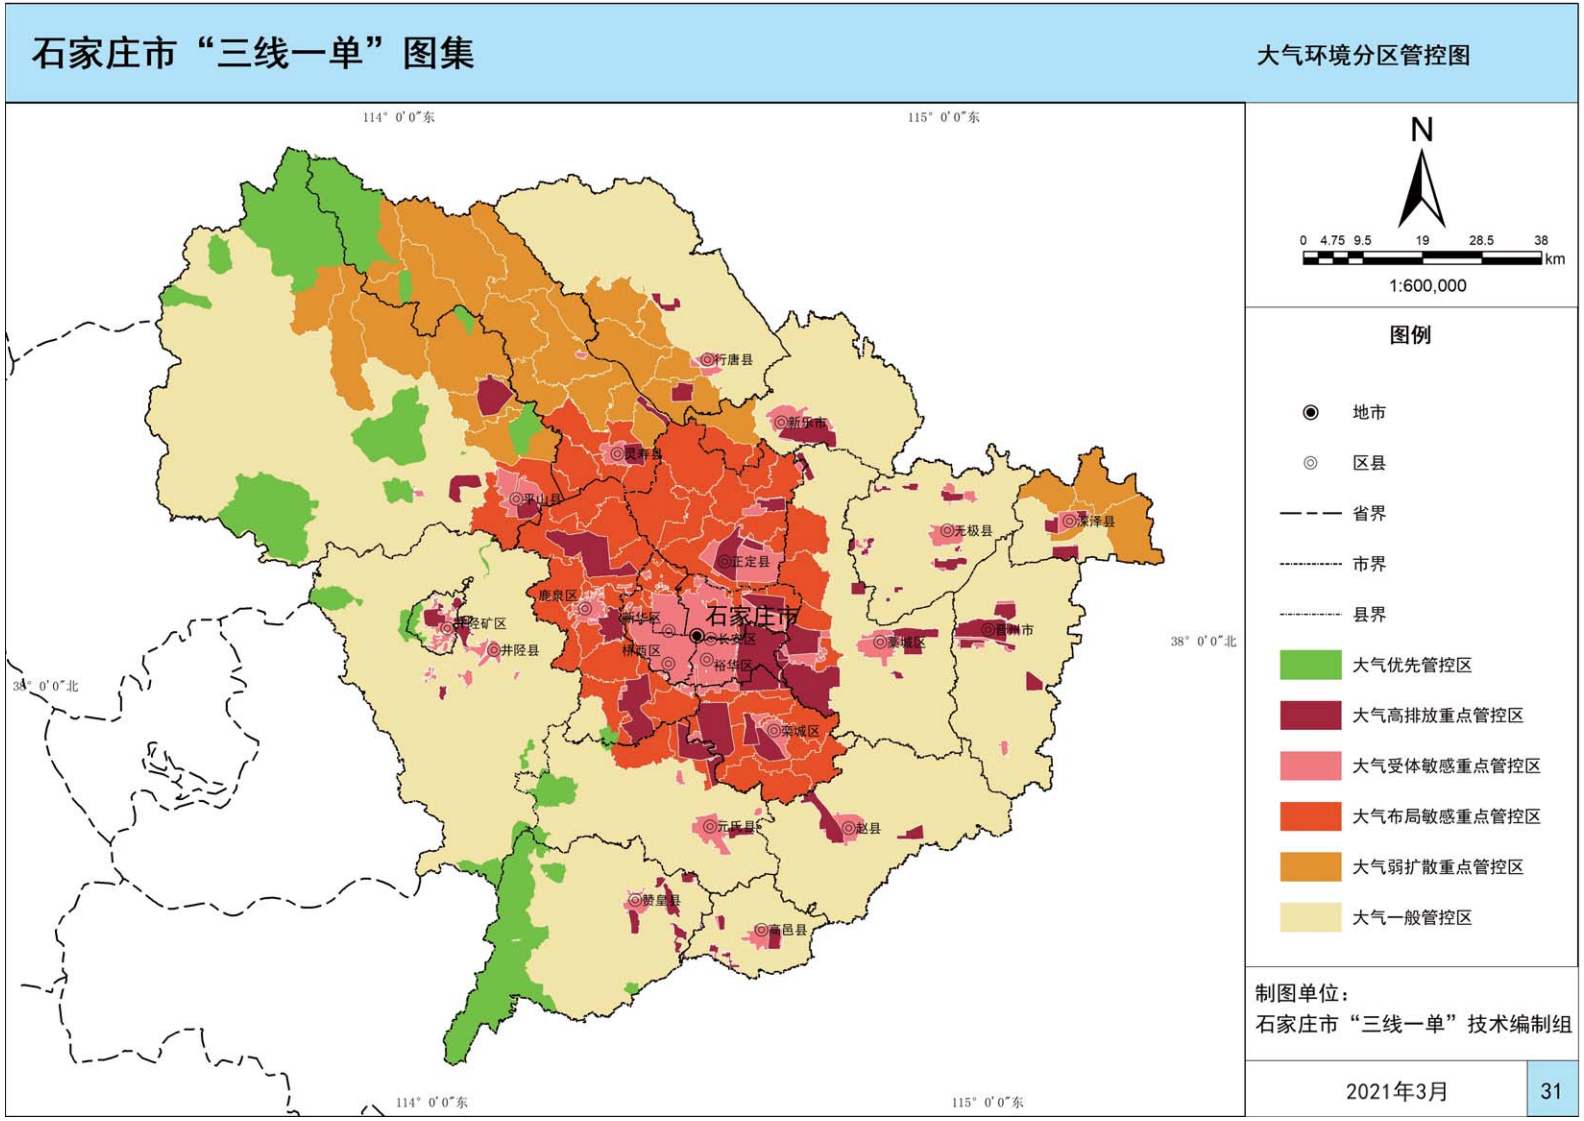 石家庄市“三线一单”图集
大气环境分区管控图
114° 0′0″东
115° 0′0″东
N
0 4.75 9.5 19 28.5 38
km
1:600,000
图例
地市
区县
省界
市界
县界
大气优先管控区
大气高排放重点管控区
大气受体敏感重点管控区
大气布局敏感重点管控区
大气弱扩散重点管控区
大气一般管控区
行唐县
新乐市
灵寿县
平山县
无极县
深泽县
正定县
鹿泉区
新华区
石家庄市
长安区
桥西区
裕华区
井陉矿区
井陉县
藁城区
晋州市
38° 0′0″北
38° 0′0″北
栾城区
元氏县
赵县
赞皇县
高邑县
制图单位：
石家庄市“三线一单”技术编制组
2021年3月
31
114° 0′0″东
115° 0′0″东